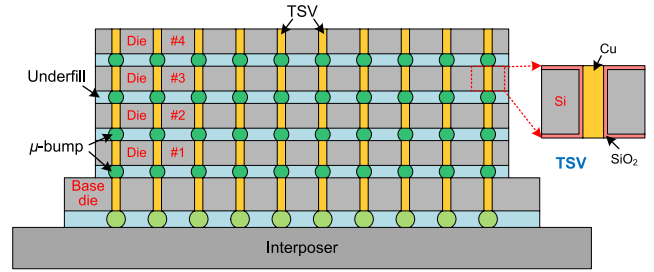 TSV
Die #4
Cu
Underfill
Die #3
Si
Die #2
μ-bump
Die #1
TSV
SiO₂
Base
die
Interposer